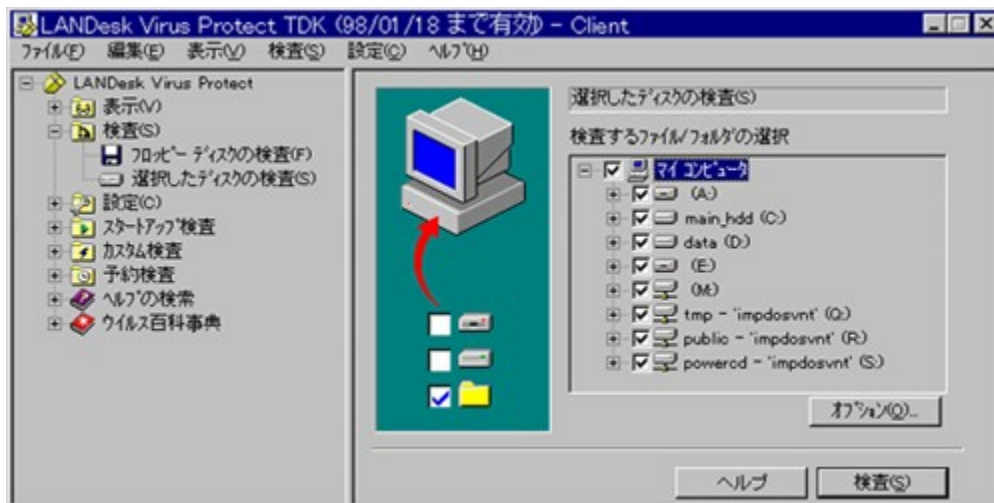 LANDesk Virus Protect TDK (98/01/18 まで有効) - Client
ファイル(F) 編集(E) 表示(V) 検査(S) 設定(C) ヘルプ(H)
LANDesk Virus Protect
表示(V)
検査(S)
フロッピー ディスクの検査(F)
選択したディスクの検査(S)
設定(C)
スタートアップ検査
カスタム検査
予約検査
ヘルプの検索
ウイルス百科事典
選択したディスクの検査(S)
検査するファイル/フォルダの選択
マイ コンピュータ
(A:)
main_hdd (C:)
data (D:)
(E:)
(M:)
tmp - 'impdosvnt' (Q:)
public - 'impdosvnt' (R:)
powercd - 'impdosvnt' (S:)
オプション(O)...
ヘルプ 検査(S)